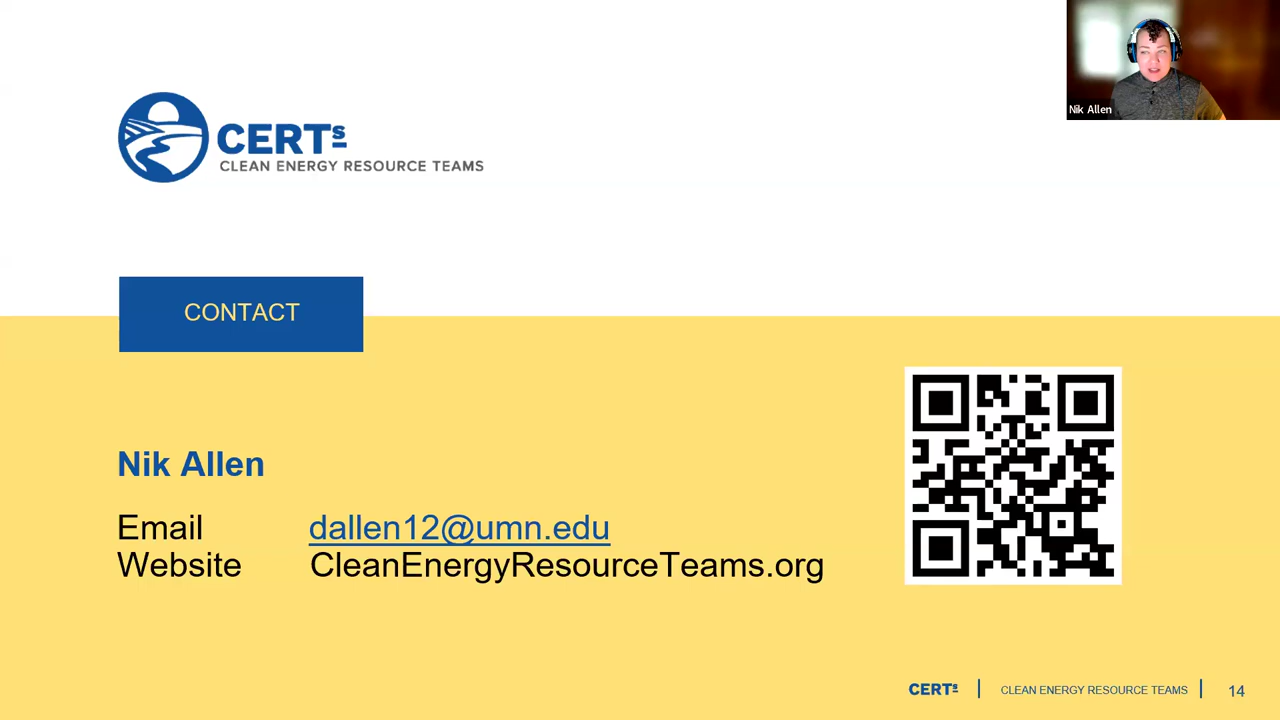 Nik Allen
CERTs
CLEAN ENERGY RESOURCE TEAMS
CONTACT
Nik Allen
Email dallen12@umn.edu
Website CleanEnergyResourceTeams.org
CERTs | CLEAN ENERGY RESOURCE TEAMS | 14